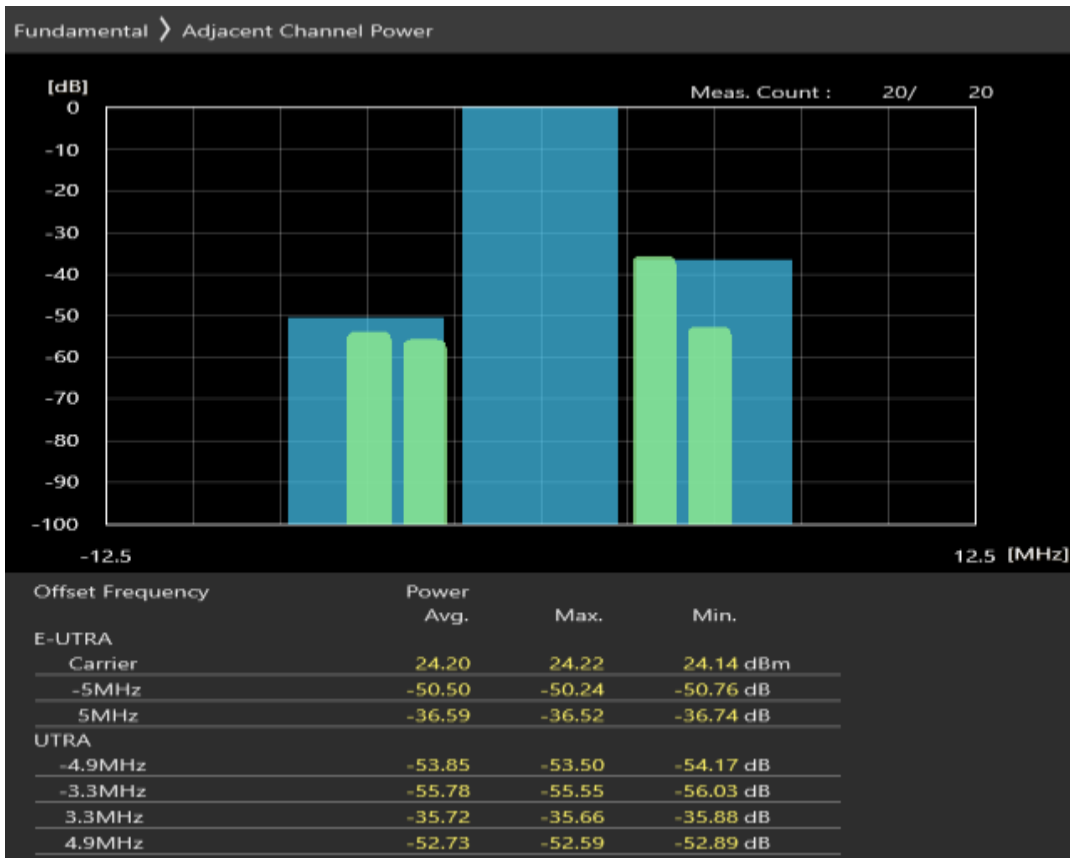 Fundamental ❯ Adjacent Channel Power
[dB]
Meas. Count : 20/ 20
0
-10
-20
-30
-40
-50
-60
-70
-80
-90
-100
-12.5 12.5 [MHz]
Offset Frequency Power
Avg. Max. Min.
E-UTRA
Carrier 24.20 24.22 24.14 dBm
-5MHz -50.50 -50.24 -50.76 dB
5MHz -36.59 -36.52 -36.74 dB
UTRA
-4.9MHz -53.85 -53.50 -54.17 dB
-3.3MHz -55.78 -55.55 -56.03 dB
3.3MHz -35.72 -35.66 -35.88 dB
4.9MHz -52.73 -52.59 -52.89 dB